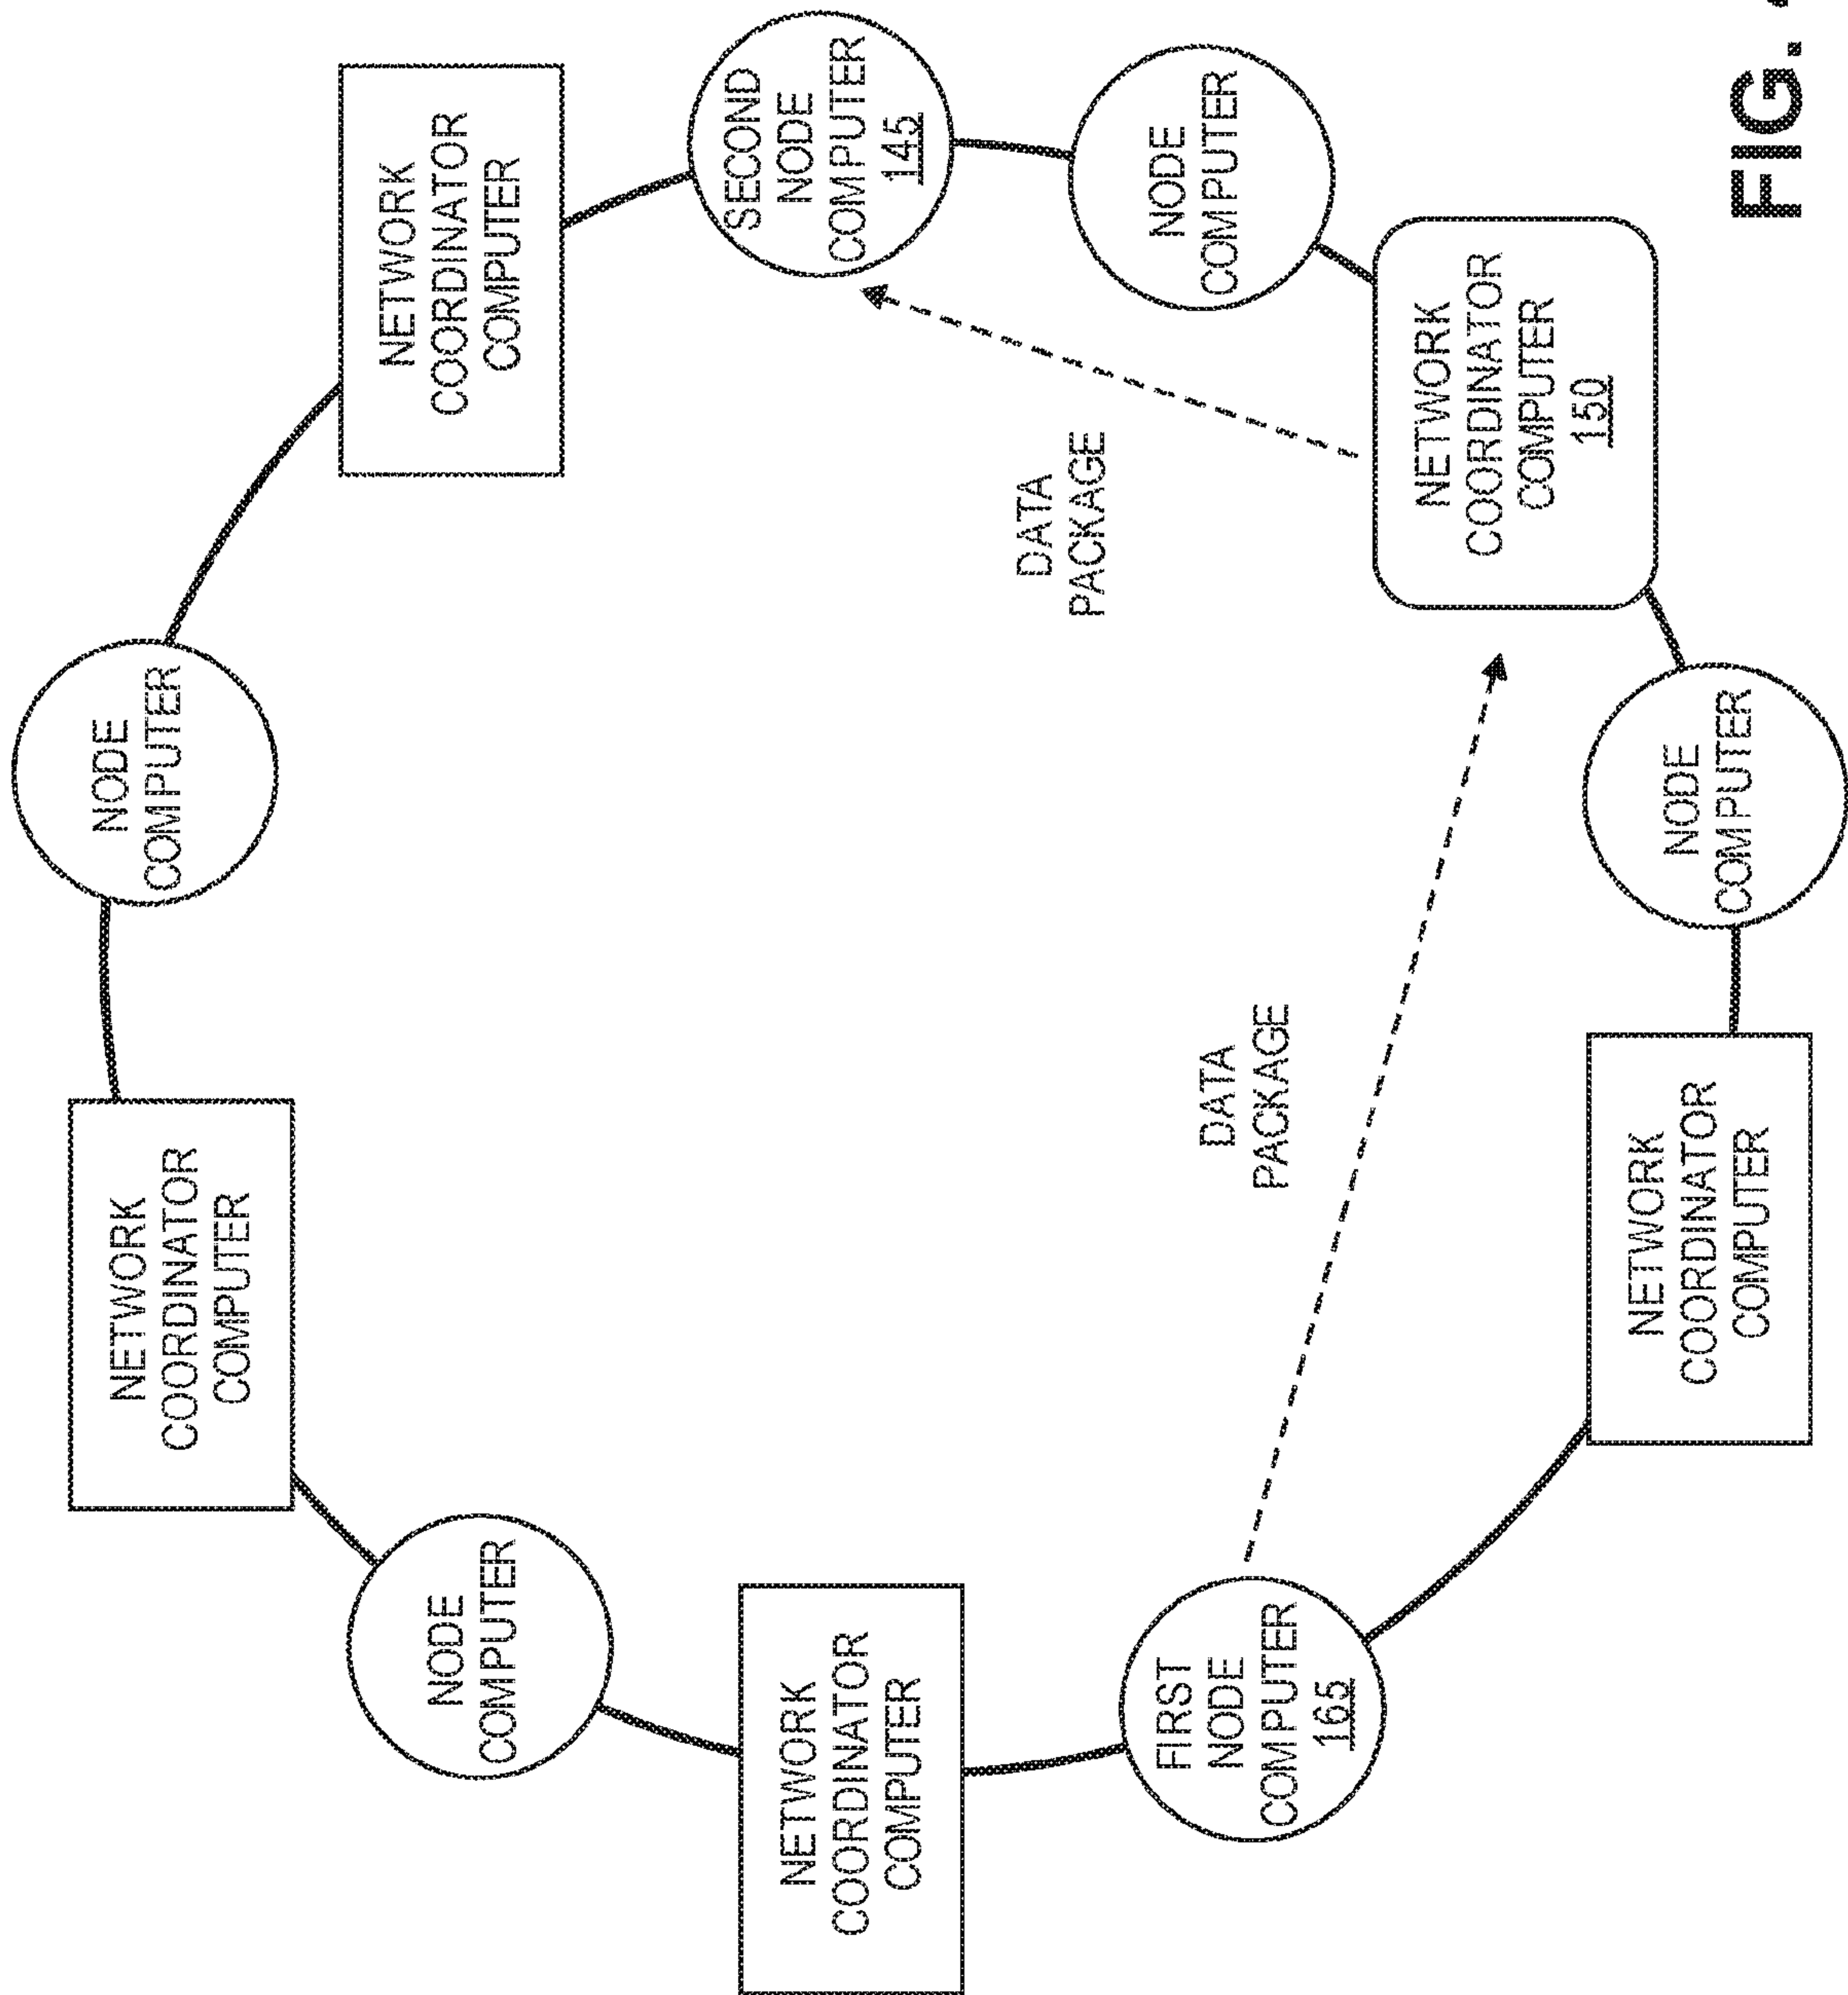 NODE
COMPUTER
NETWORK
COORDINATOR
COMPUTER
NETWORK
COORDINATOR
COMPUTER
NODE
COMPUTER
SECOND
NODE
COMPUTER
145
NETWORK
COORDINATOR
COMPUTER
DATA
PACKAGE
NODE
COMPUTER
FIRST
NODE
COMPUTER
165
DATA
PACKAGE
NETWORK
COORDINATOR
COMPUTER
150
NETWORK
COORDINATOR
COMPUTER
NODE
COMPUTER
FIG.